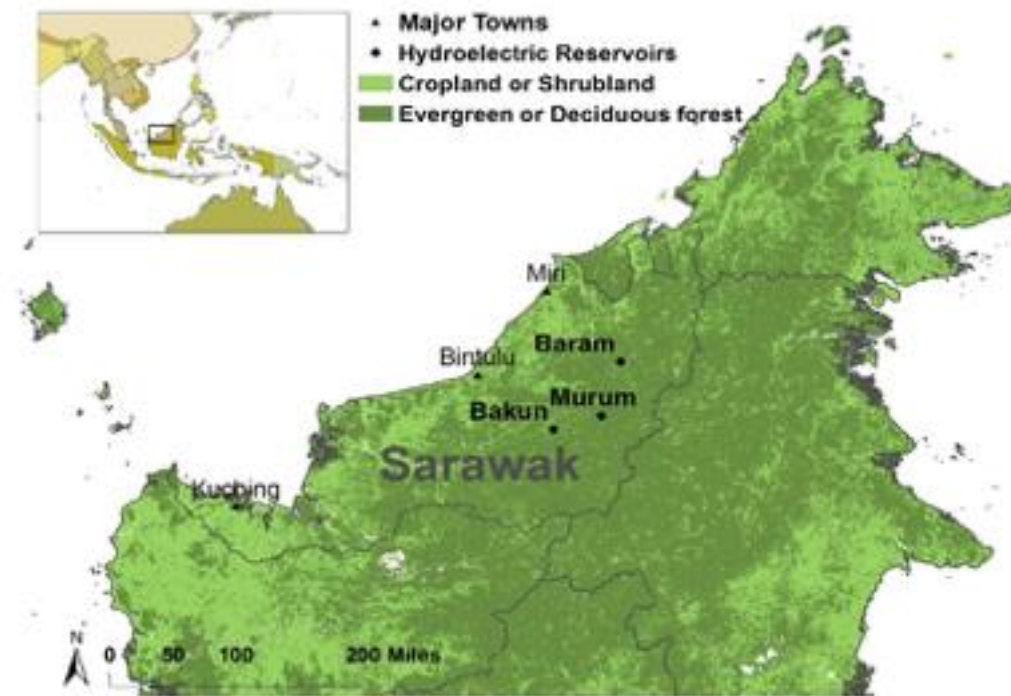 Major Towns
Hydroelectric Reservoirs
Cropland or Shrubland
Evergreen or Deciduous forest
Miri
Baram
Bintulu
Murum
Bakun
Sarawak
Kuching
N
0 50 100 200 Miles